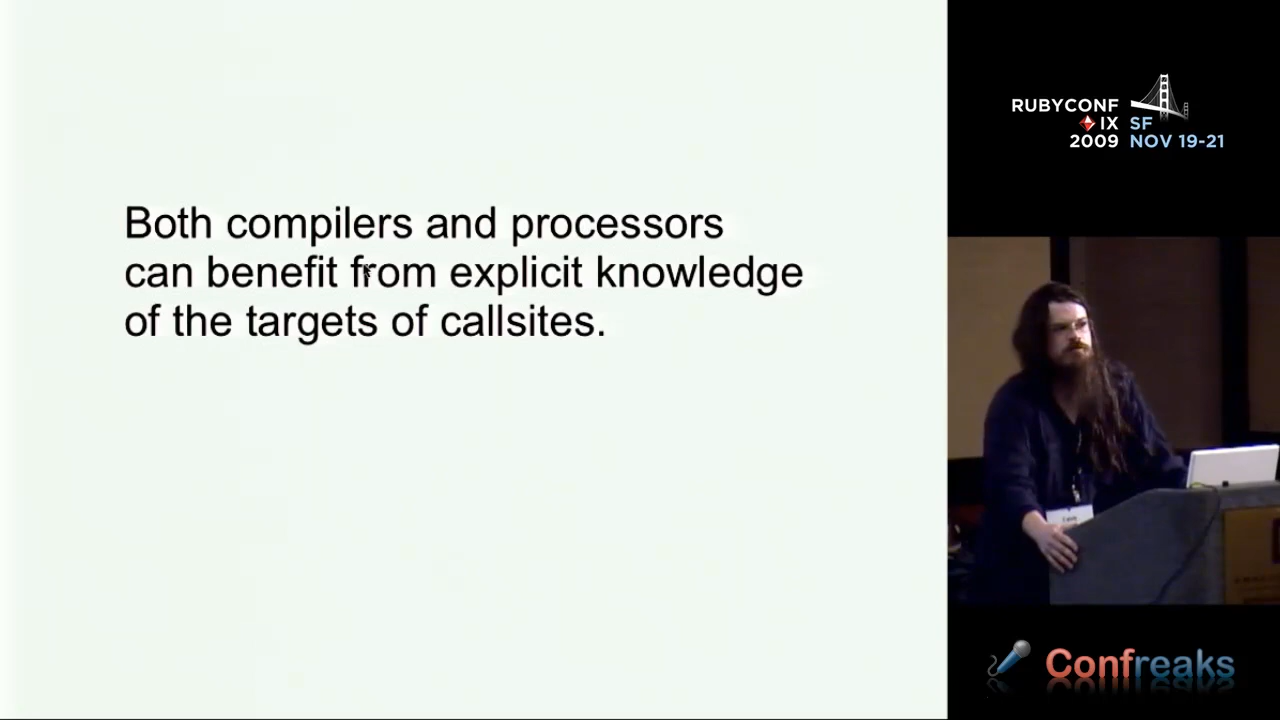 Both compilers and processors
can benefit from explicit knowledge
of the targets of callsites.
RUBYCONF
IX SF
2009 NOV 19-21
Confreaks